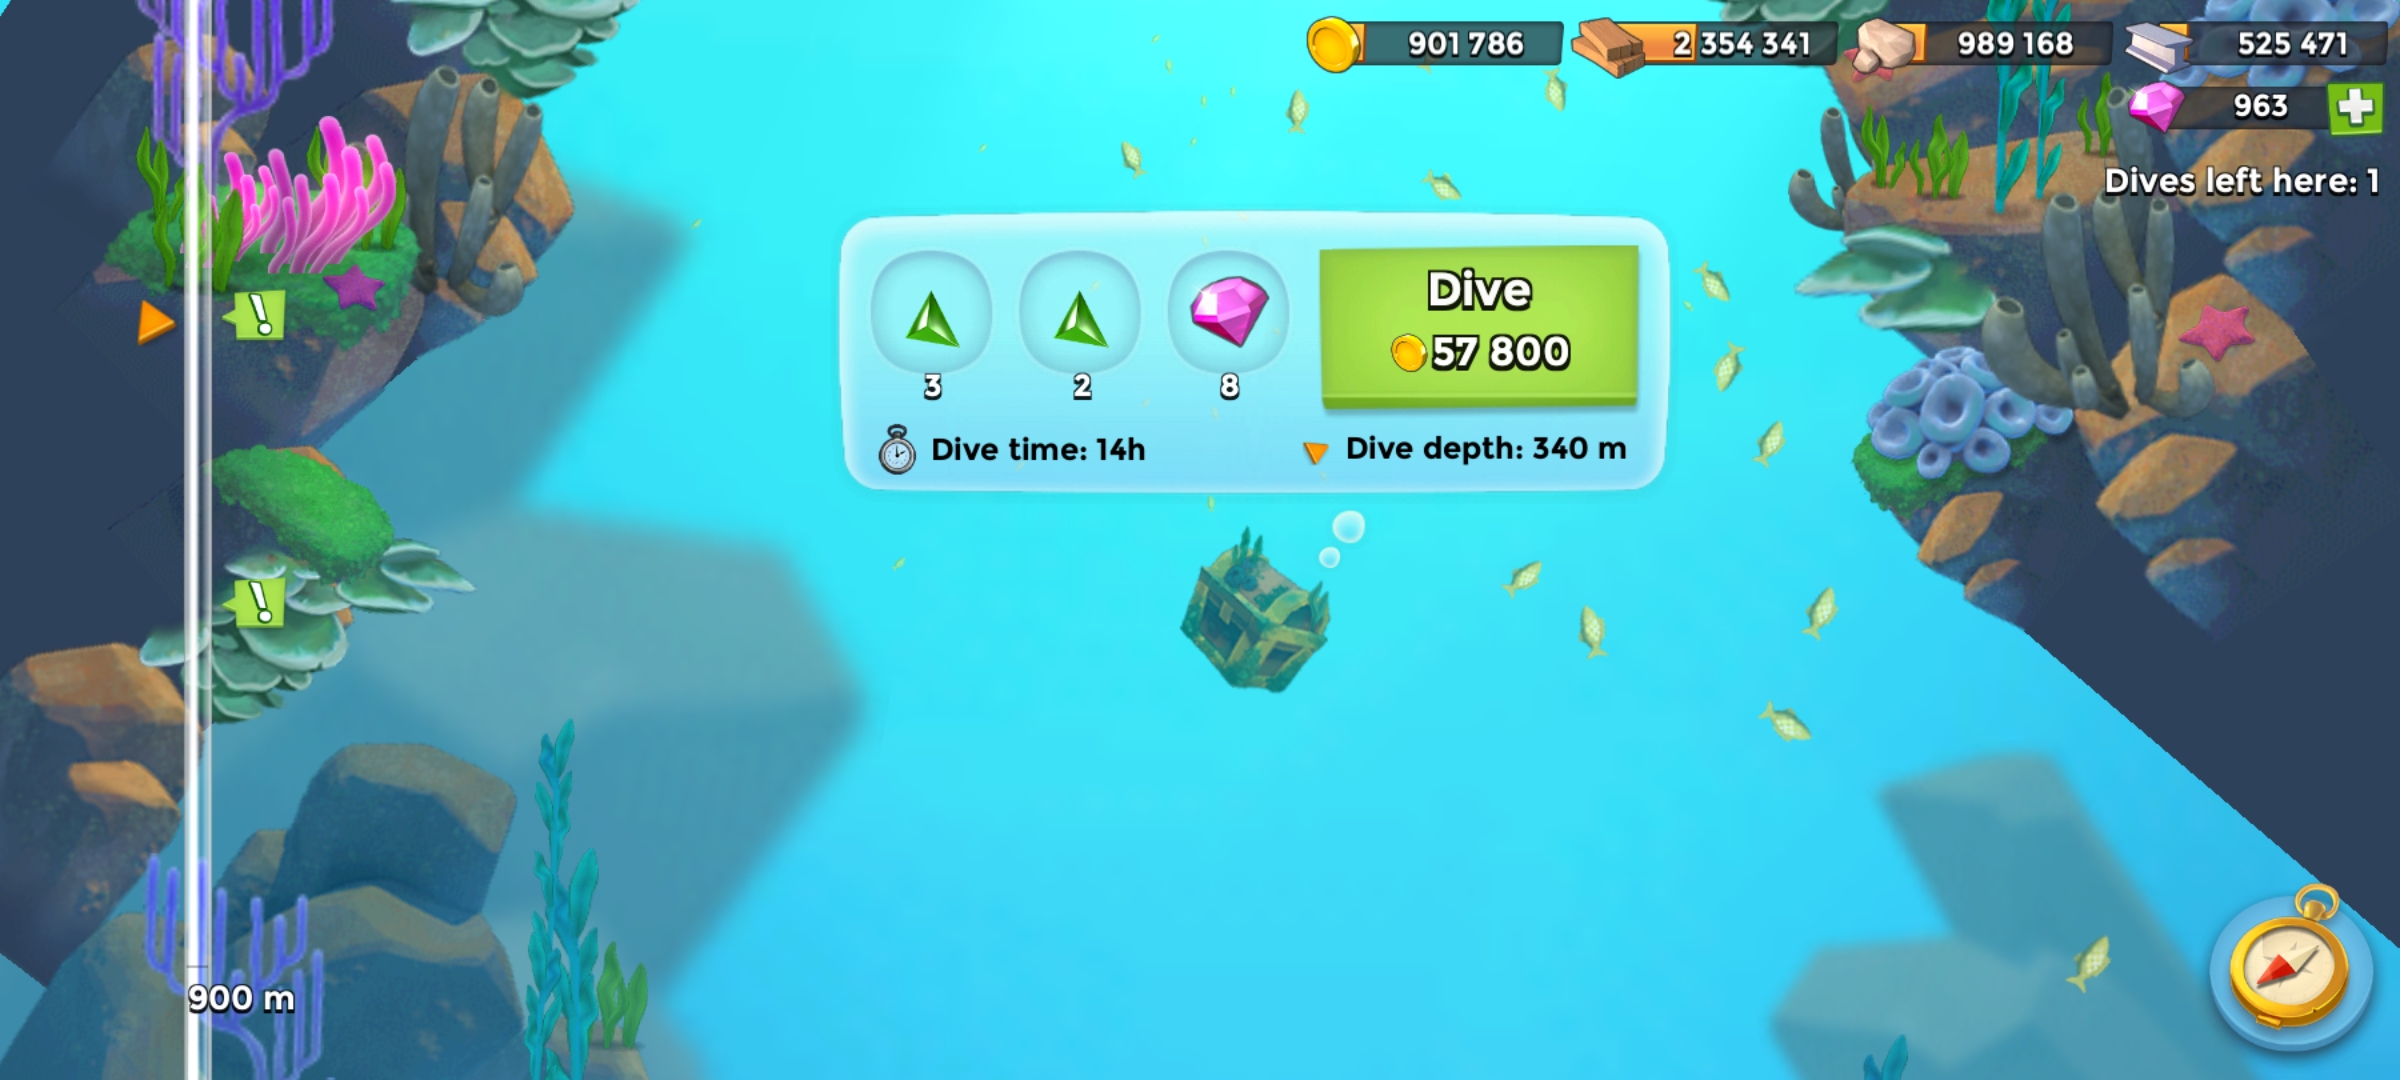 901 786
2 354 341
989 168
525 471
963
Dives left here: 1
Dive
57 800
3
2
8
Dive time: 14h
Dive depth: 340 m
!
!
900 m